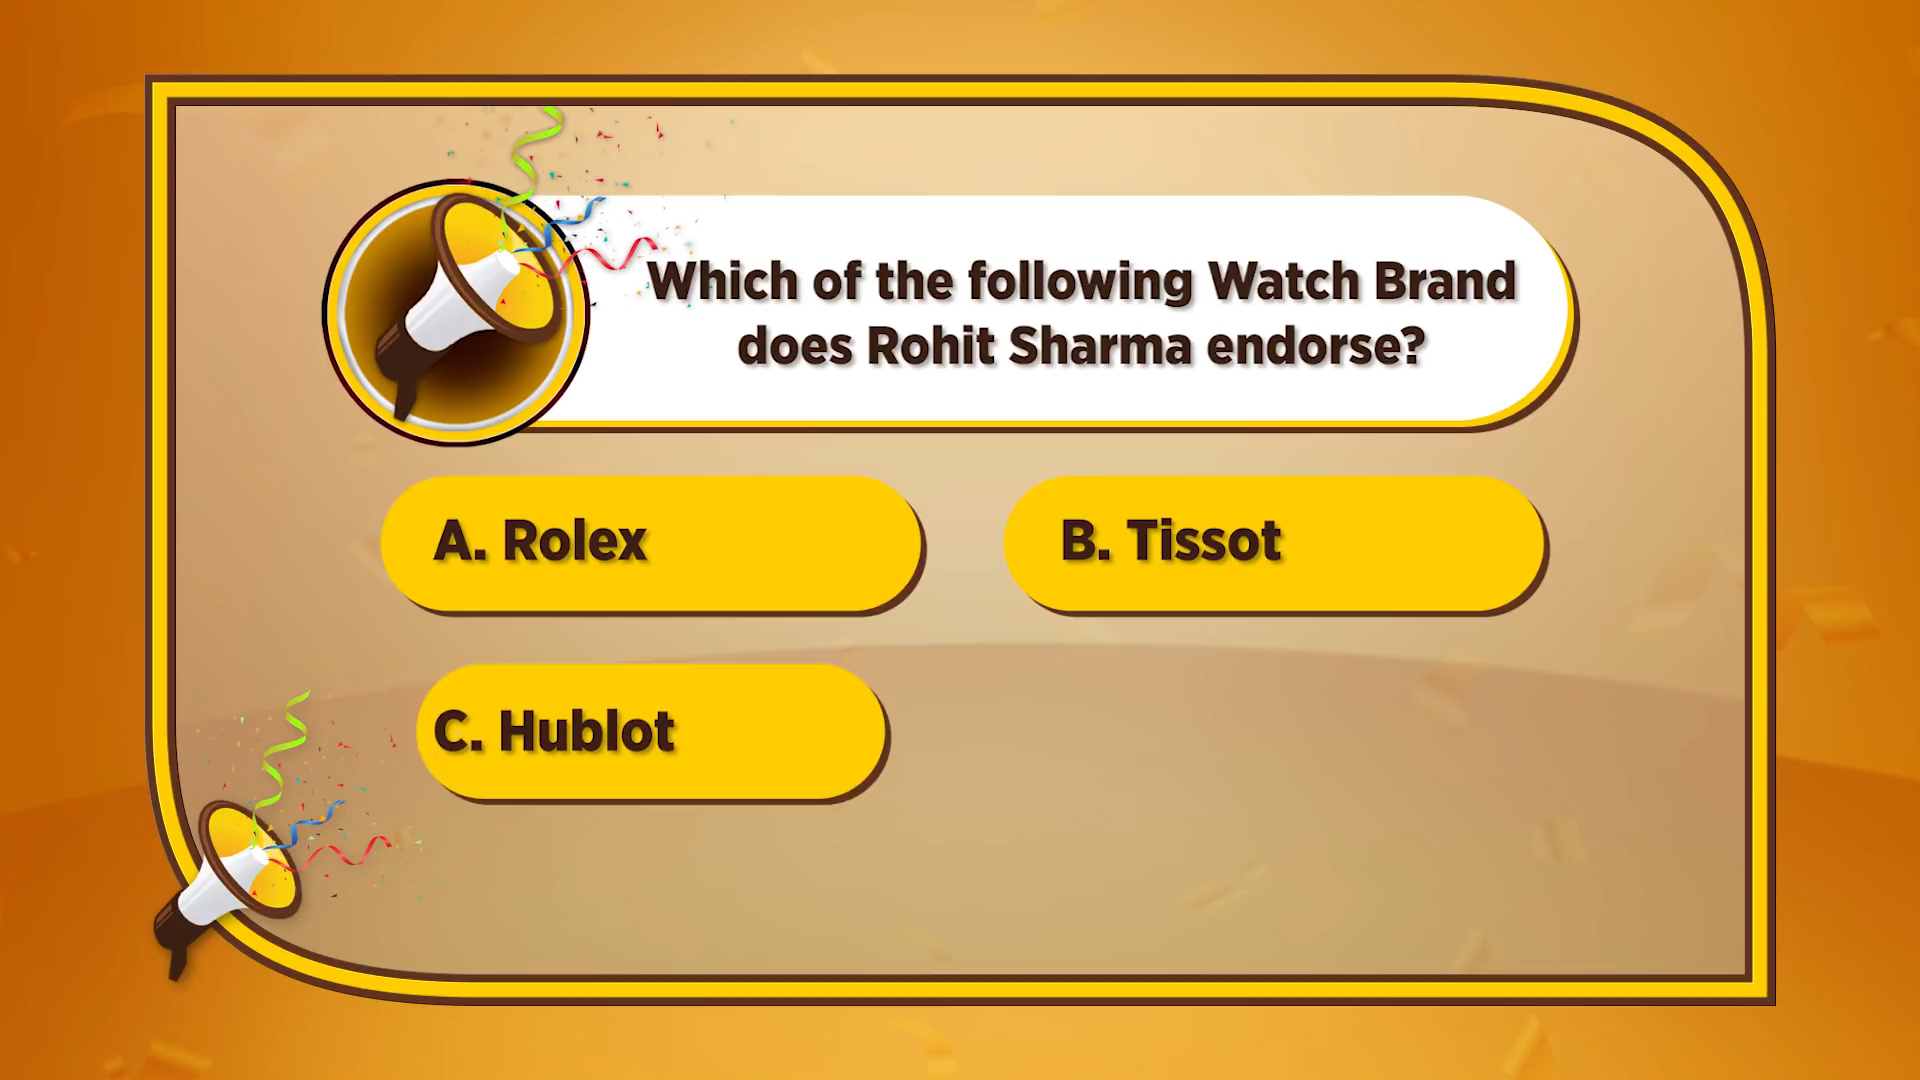 Which of the following Watch Brand
does Rohit Sharma endorse?
A. Rolex
B. Tissot
C. Hublot